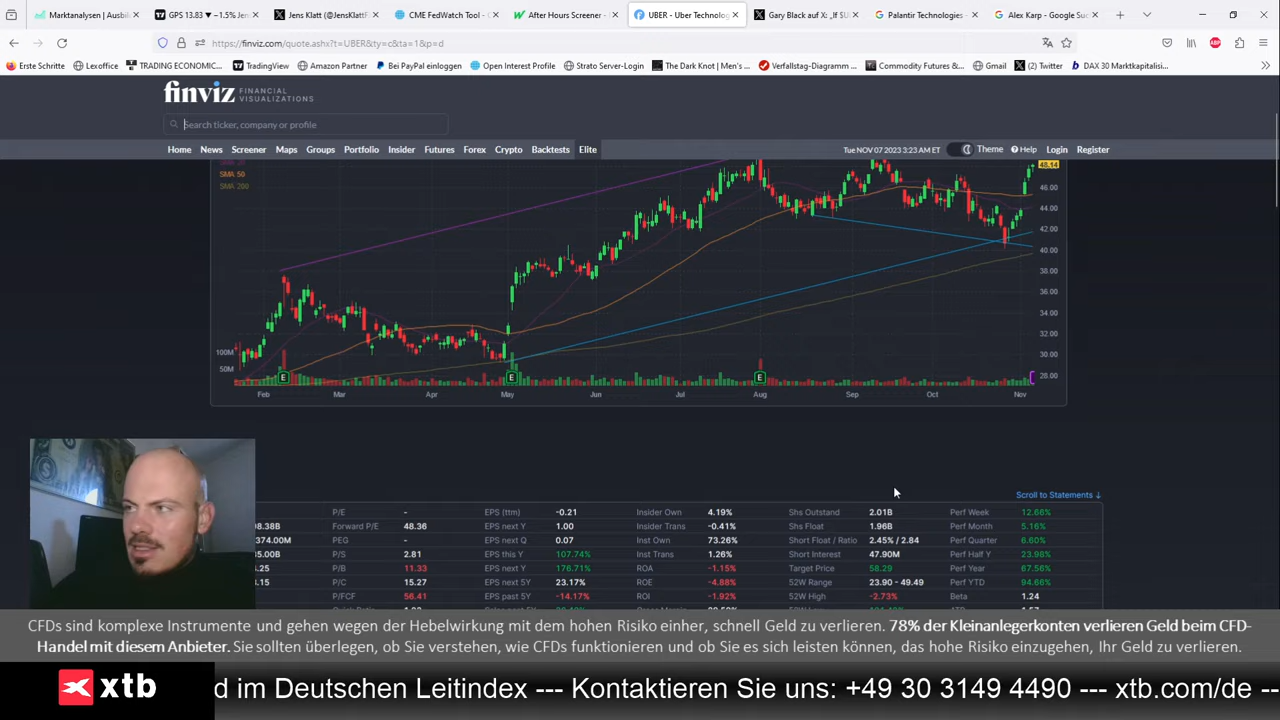 Marktanalysen | Ausbil
GPS 13.83 ▼ −1.5% Jens
Jens Klatt (@JensKlattF
CME FedWatch Tool - C
After Hours Screener -
UBER - Uber Technolog
Gary Black auf X: „If $U
Palantir Technologies -
Alex Karp - Google Suc
https://finviz.com/quote.ashx?t=UBER&ty=c&ta=1&p=d
Erste Schritte
Lexoffice
TRADING ECONOMIC...
TradingView
Amazon Partner
Bei PayPal einloggen
Open Interest Profile
Strato Server-Login
The Dark Knot | Men's ...
Verfallstag-Diagramm ...
Commodity Futures &...
Gmail
(2) Twitter
DAX 30 Marktkapitalisi...
finviz FINANCIAL
VISUALIZATIONS
Search ticker, company or profile
Home News Screener Maps Groups Portfolio Insider Futures Forex Crypto Backtests Elite
Tue NOV 07 2023 3:23 AM ET Theme Help Login Register
SMA 50
SMA 200
48.14
46.00
44.00
42.00
40.00
38.00
36.00
34.00
32.00
30.00
28.00
100M
50M
E E E
Feb Mar Apr May Jun Jul Aug Sep Oct Nov
Scroll to Statements ↓
P/E - EPS (ttm) -0.21 Insider Own 4.19% Shs Outstand 2.01B Perf Week 12.66%
98.38B Forward P/E 48.36 EPS next Y 1.00 Insider Trans -0.41% Shs Float 1.96B Perf Month 5.16%
374.00M PEG - EPS next Q 0.07 Inst Own 73.26% Short Float / Ratio 2.45% / 2.84 Perf Quarter 6.60%
P/S 2.81 EPS this Y 107.74% Inst Trans 1.26% Short Interest 47.90M Perf Half Y 23.98%
P/B 11.33 EPS next Y 176.71% ROA -1.15% Target Price 58.29 Perf Year 67.56%
P/C 15.27 EPS next 5Y 23.17% ROE -4.88% 52W Range 23.90 - 49.49 Perf YTD 94.66%
P/FCF 56.41 EPS past 5Y -14.17% ROI -1.92% 52W High -2.73% Beta 1.24
CFDs sind komplexe Instrumente und gehen wegen der Hebelwirkung mit dem hohen Risiko einher, schnell Geld zu verlieren. 78% der Kleinanlegerkonten verlieren Geld beim CFD-
Handel mit diesem Anbieter. Sie sollten überlegen, ob Sie verstehen, wie CFDs funktionieren und ob Sie es sich leisten können, das hohe Risiko einzugehen, Ihr Geld zu verlieren.
xtb
d im Deutschen Leitindex --- Kontaktieren Sie uns: +49 30 3149 4490 --- xtb.com/de --